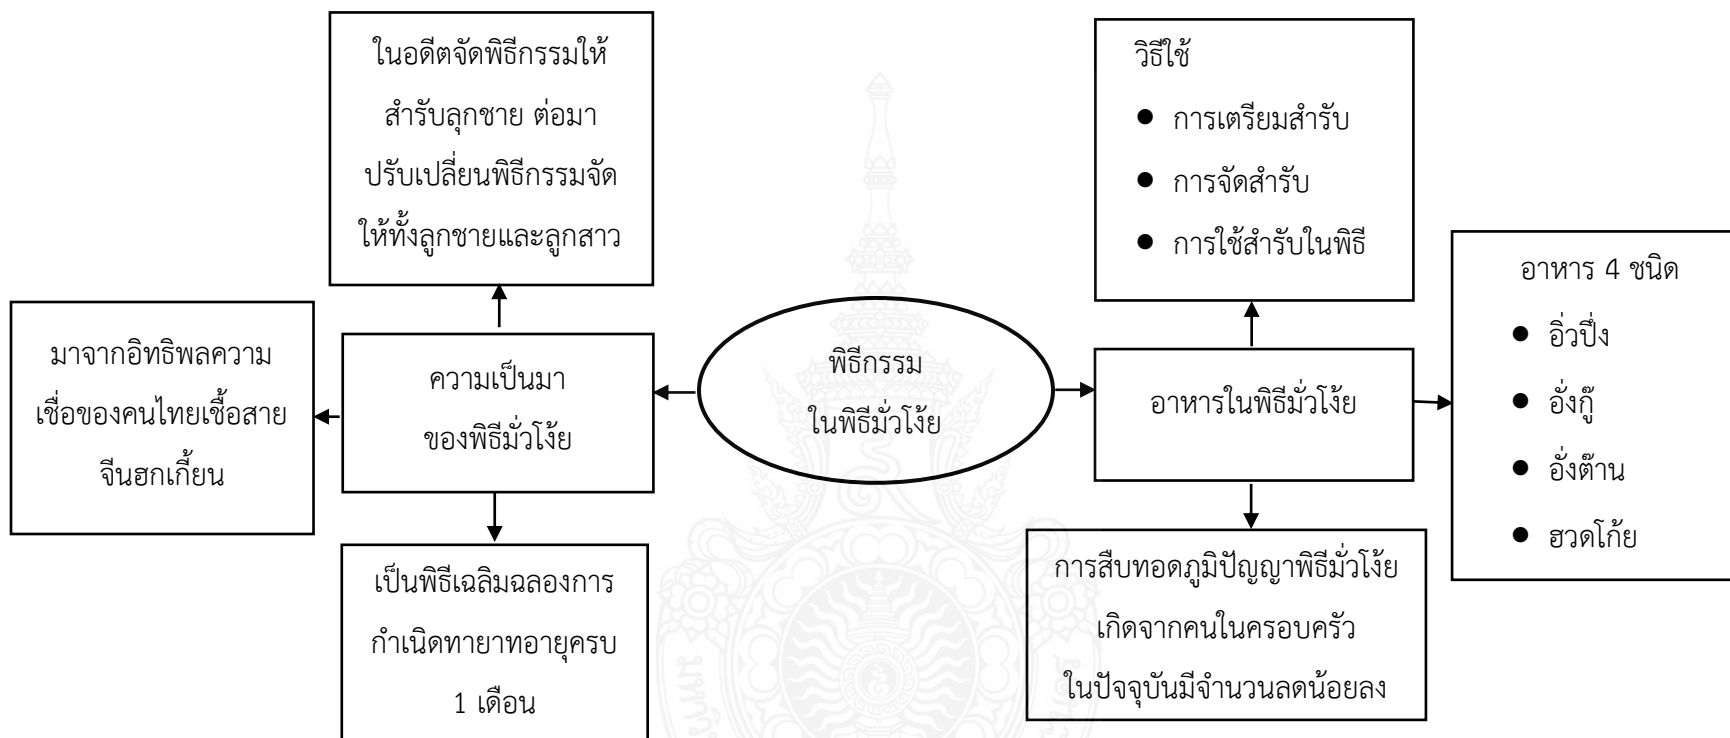 ในอดีตจัดพิธีกรรมให้
สำรับลุกชาย ต่อมา
ปรับเปลี่ยนพิธีกรรมจัด
ให้ทั้งลูกชายและลูกสาว
วิธีใช้
● การเตรียมสำรับ
● การจัดสำรับ
● การใช้สำรับในพิธี
มาจากอิทธิพลความ
เชื่อของคนไทยเชื้อสาย
จีนฮกเกี้ยน
ความเป็นมา
ของพิธีมั่วโง้ย
พิธีกรรม
ในพิธีมั่วโง้ย
อาหารในพิธีมั่วโง้ย
อาหาร 4 ชนิด
● อิ่วปึ่ง
● อั่งกู๊
● อั่งต๊าน
● ฮวดโก้ย
เป็นพิธีเฉลิมฉลองการ
กำเนิดทายาทอายุครบ
1 เดือน
การสืบทอดภูมิปัญญาพิธีมั่วโง้ย
เกิดจากคนในครอบครัว
ในปัจจุบันมีจำนวนลดน้อยลง